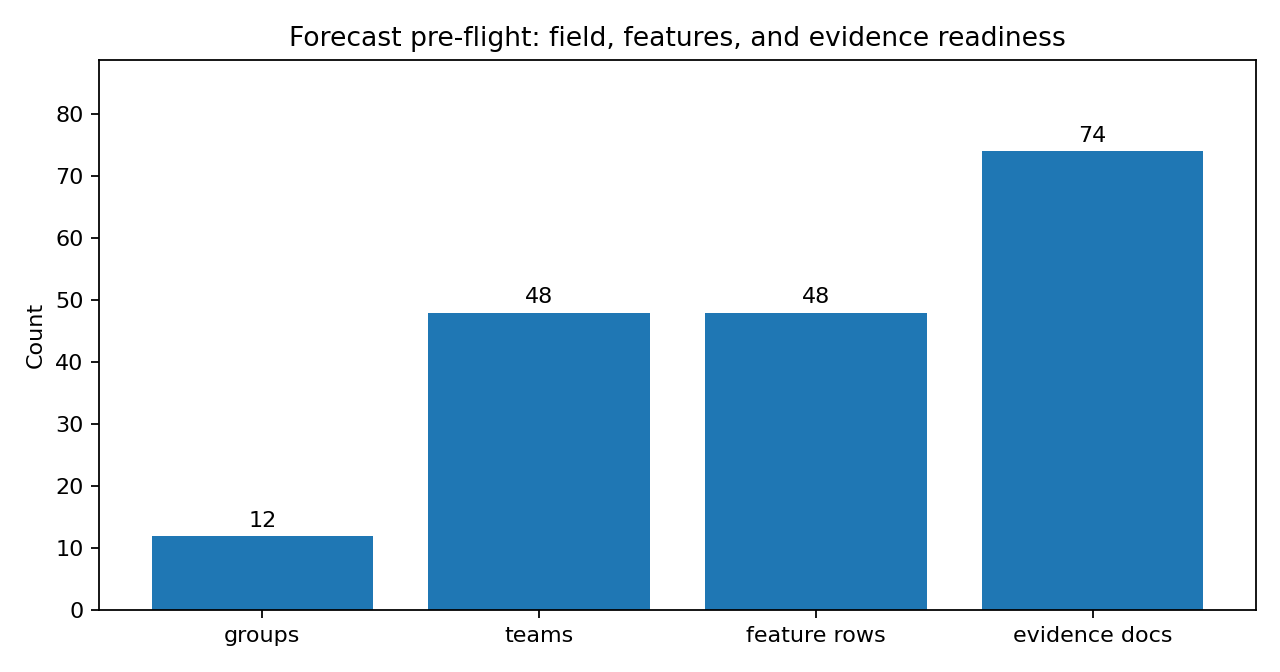 Forecast pre-flight: field, features, and evidence readiness
Count
80
70
60
50
40
30
20
10
0
12
48
48
74
groups
teams
feature rows
evidence docs